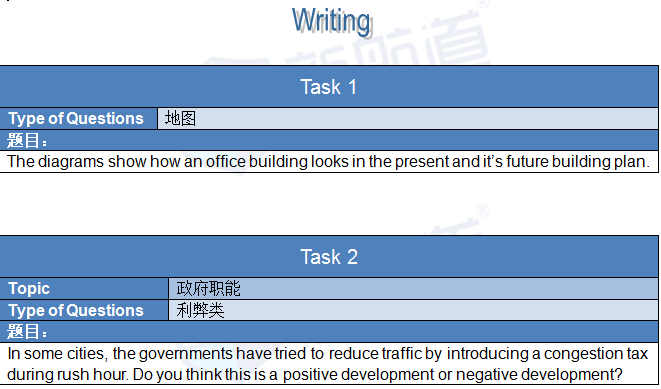 Writing
Task 1
Type of Questions 地图
题目：
The diagrams show how an office building looks in the present and it's future building plan.
Task 2
Topic 政府职能
Type of Questions 利弊类
题目：
In some cities, the governments have tried to reduce traffic by introducing a congestion tax
during rush hour. Do you think this is a positive development or negative development?